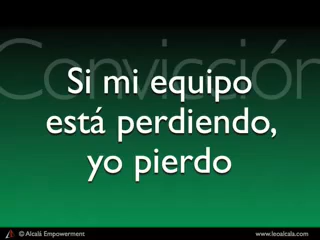 Convicción
Si mi equipo
está perdiendo,
yo pierdo
© Alcalá Empowerment
www.leoalcala.com